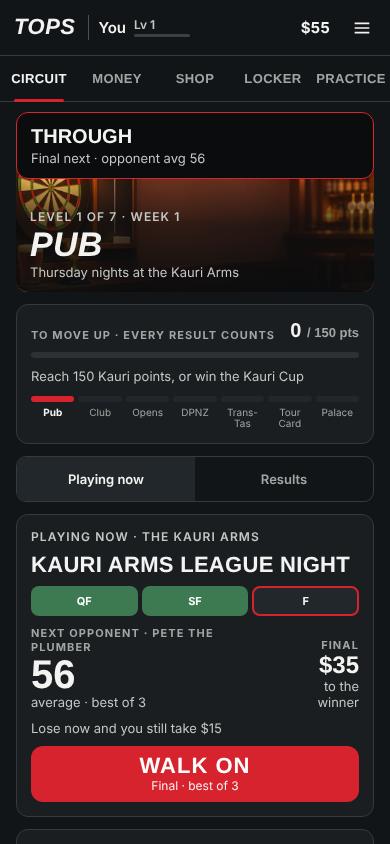 TOPS You Lv 1 $55
CIRCUIT MONEY SHOP LOCKER PRACTICE
THROUGH
Final next · opponent avg 56
LEVEL 1 OF 7 · WEEK 1
PUB
Thursday nights at the Kauri Arms
TO MOVE UP · EVERY RESULT COUNTS 0 / 150 pts
Reach 150 Kauri points, or win the Kauri Cup
Pub Club Opens DPNZ Trans-Tas Tour Card Palace
Playing now Results
PLAYING NOW · THE KAURI ARMS
KAURI ARMS LEAGUE NIGHT
QF SF F
NEXT OPPONENT · PETE THE
PLUMBER
56
average · best of 3
FINAL
$35
to the
winner
Lose now and you still take $15
WALK ON
Final · best of 3